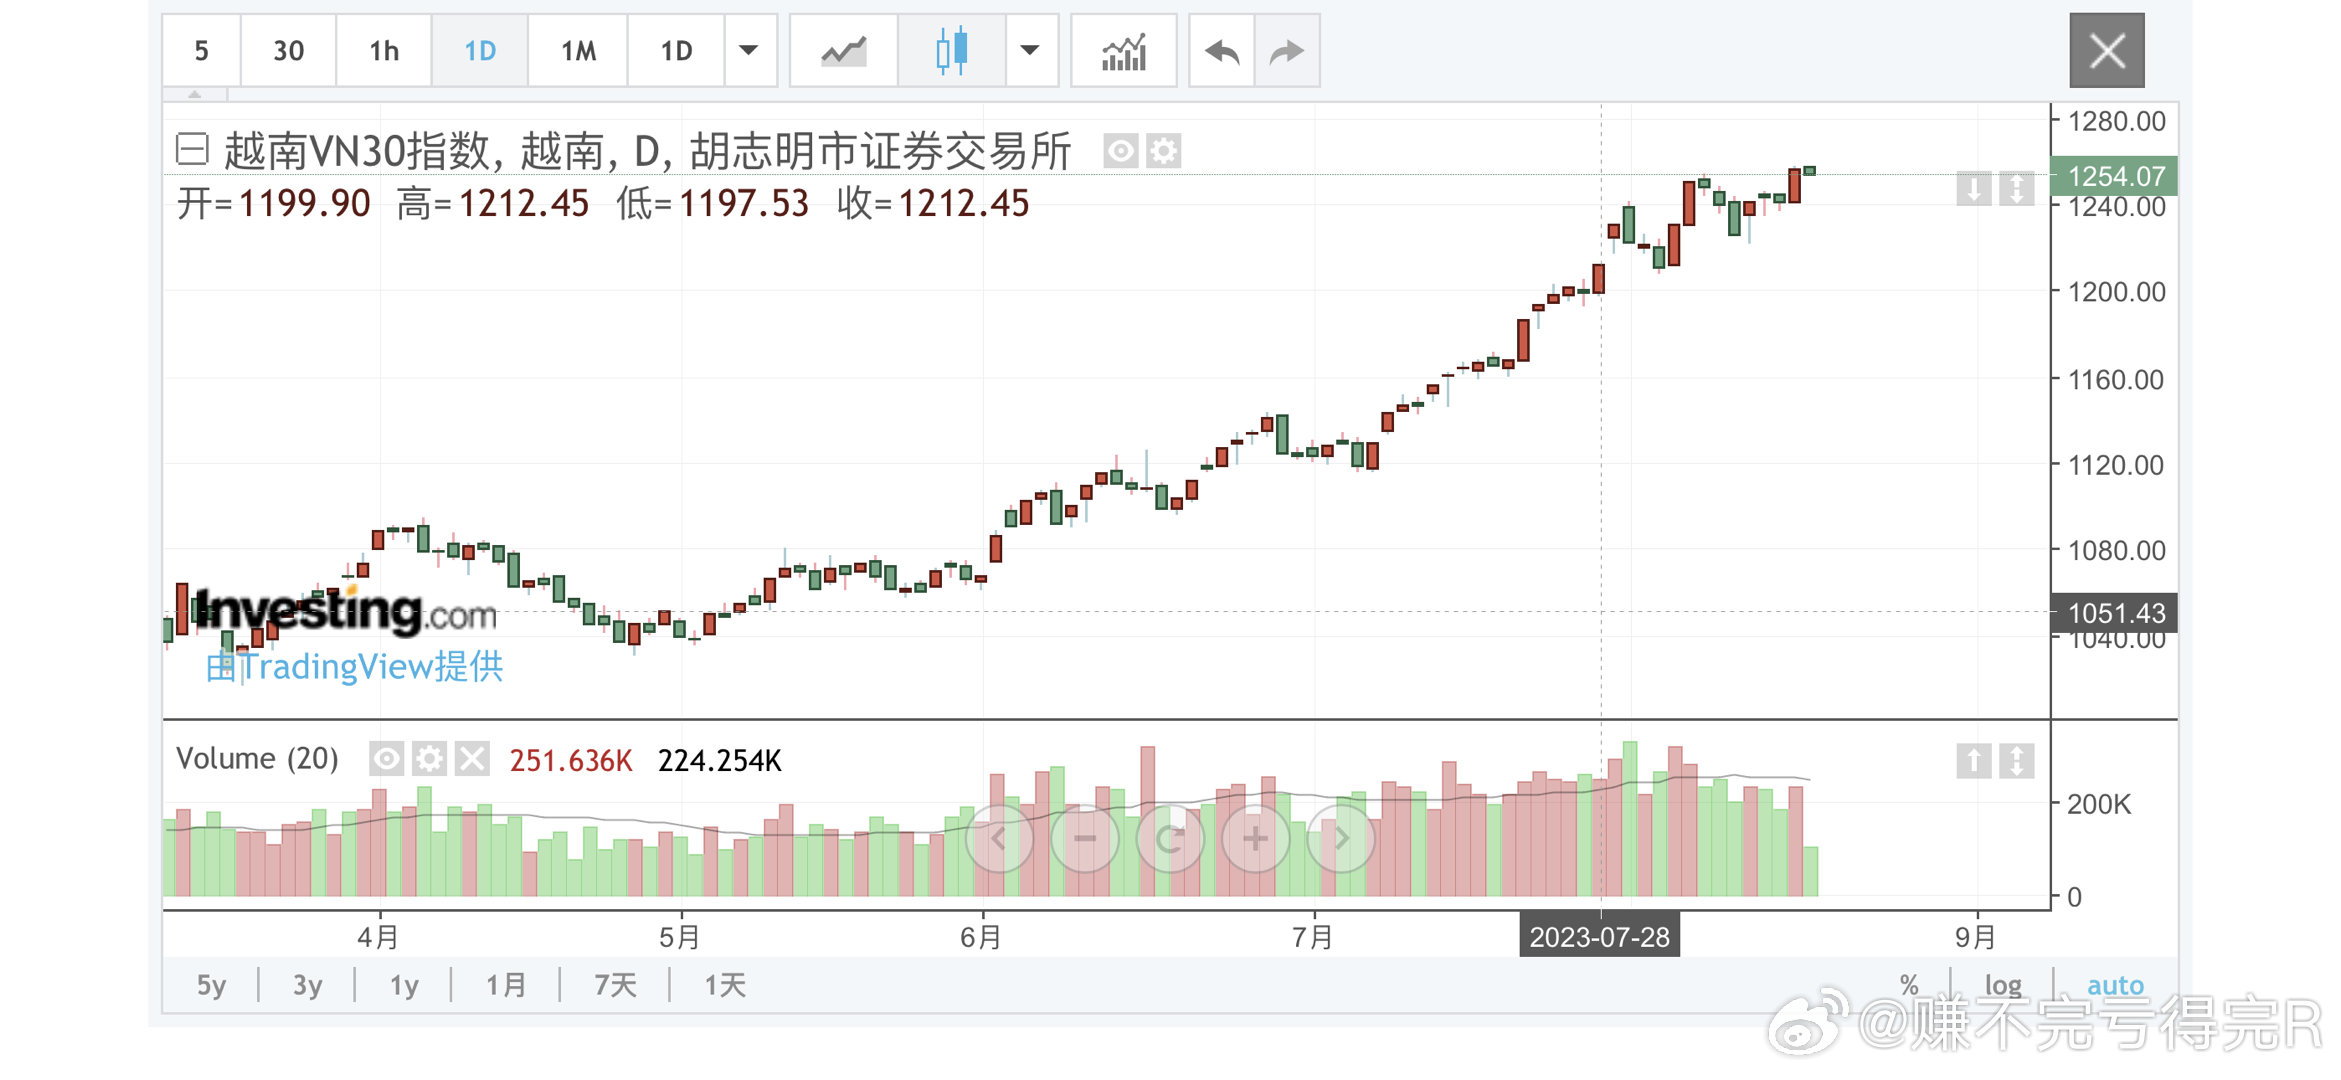 5 30 1h 1D 1M 1D
越南VN30指数, 越南, D, 胡志明市证券交易所
开=1199.90 高=1212.45 低=1197.53 收=1212.45
1280.00
1254.07
1240.00
1200.00
1160.00
1120.00
1080.00
1051.43
1040.00
Investing.com
由TradingView提供
Volume (20) 251.636K 224.254K
200K
0
4月 5月 6月 7月 2023-07-28 9月
5y 3y 1y 1月 7天 1天 % log auto
@赚不完亏得完R